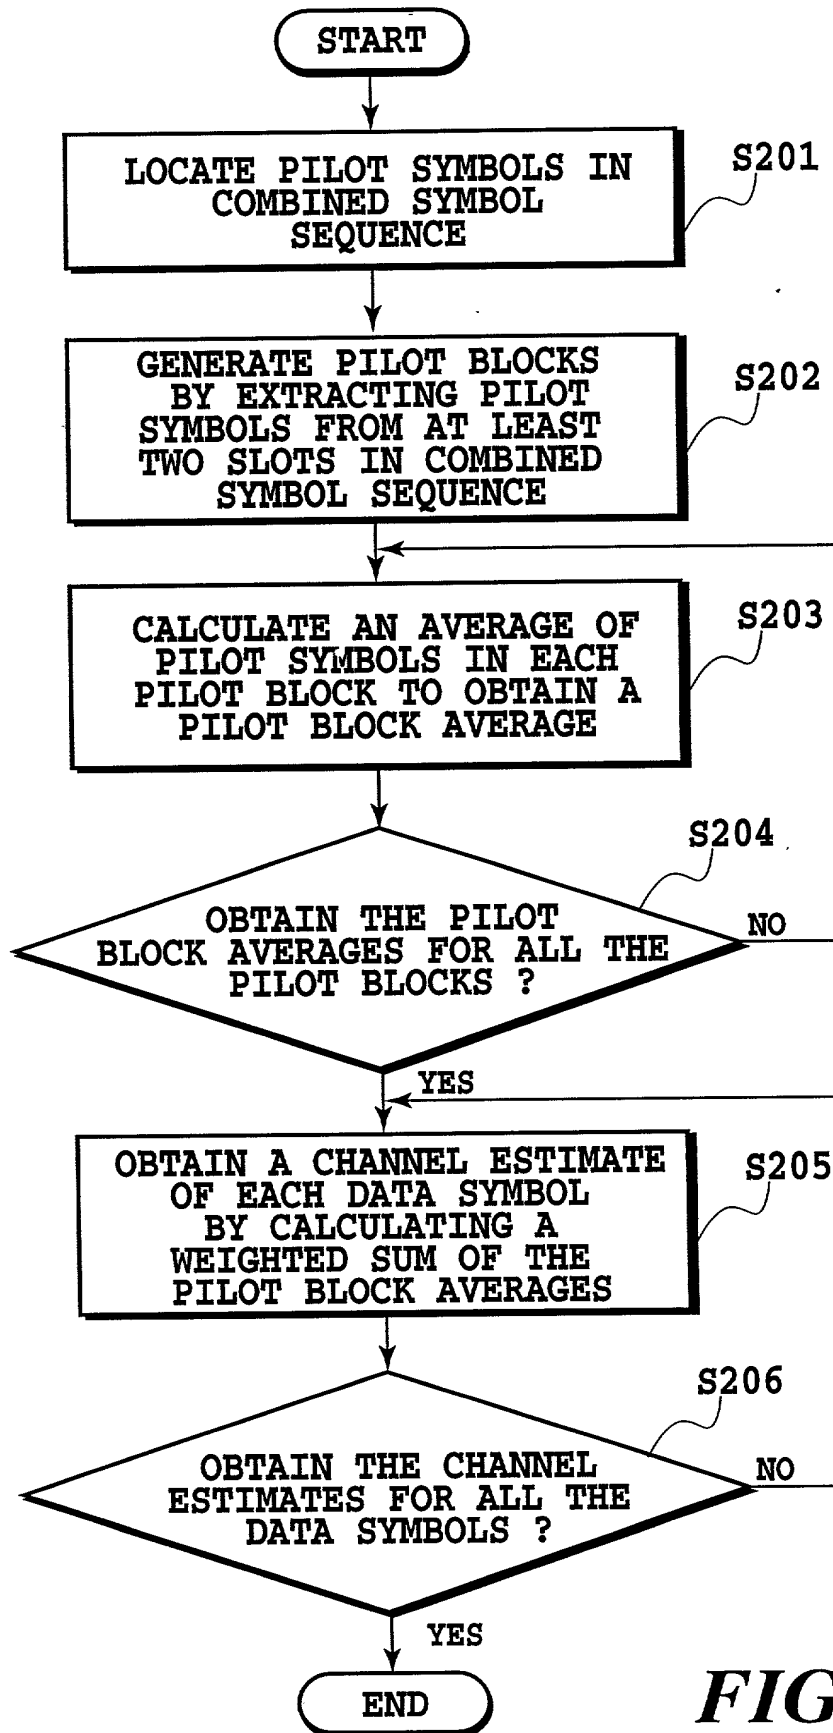 START
LOCATE PILOT SYMBOLS IN
COMBINED SYMBOL
SEQUENCE
S201
GENERATE PILOT BLOCKS
BY EXTRACTING PILOT
SYMBOLS FROM AT LEAST
TWO SLOTS IN COMBINED
SYMBOL SEQUENCE
S202
CALCULATE AN AVERAGE OF
PILOT SYMBOLS IN EACH
PILOT BLOCK TO OBTAIN A
PILOT BLOCK AVERAGE
S203
OBTAIN THE PILOT
BLOCK AVERAGES FOR ALL THE
PILOT BLOCKS ?
S204
NO
YES
OBTAIN A CHANNEL ESTIMATE
OF EACH DATA SYMBOL
BY CALCULATING A
WEIGHTED SUM OF THE
PILOT BLOCK AVERAGES
S205
OBTAIN THE CHANNEL
ESTIMATES FOR ALL THE
DATA SYMBOLS ?
S206
NO
YES
END
FIG